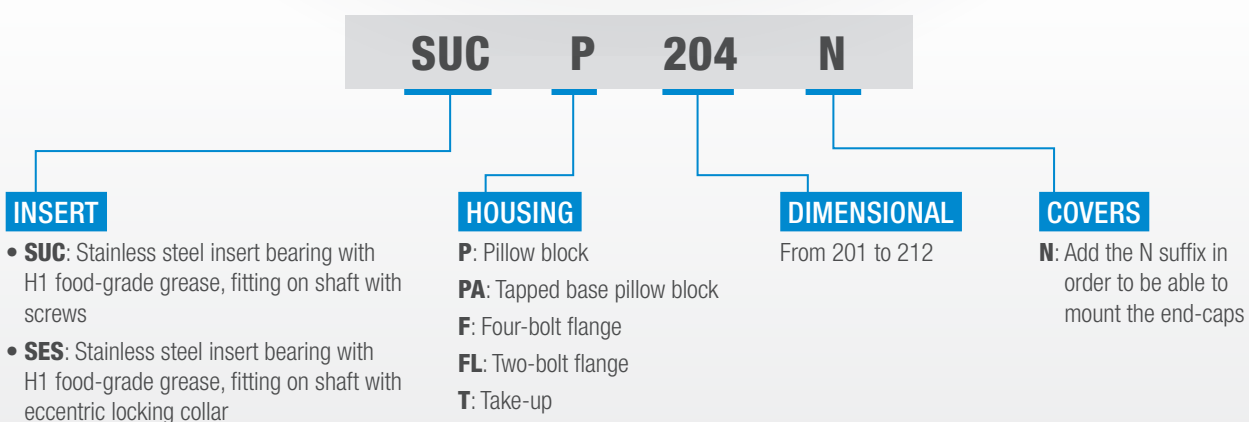 SUC P 204 N
INSERT
• SUC: Stainless steel insert bearing with
H1 food-grade grease, fitting on shaft with
screws
• SES: Stainless steel insert bearing with
H1 food-grade grease, fitting on shaft with
eccentric locking collar
HOUSING
P: Pillow block
PA: Tapped base pillow block
F: Four-bolt flange
FL: Two-bolt flange
T: Take-up
DIMENSIONAL
From 201 to 212
COVERS
N: Add the N suffix in
order to be able to
mount the end-caps